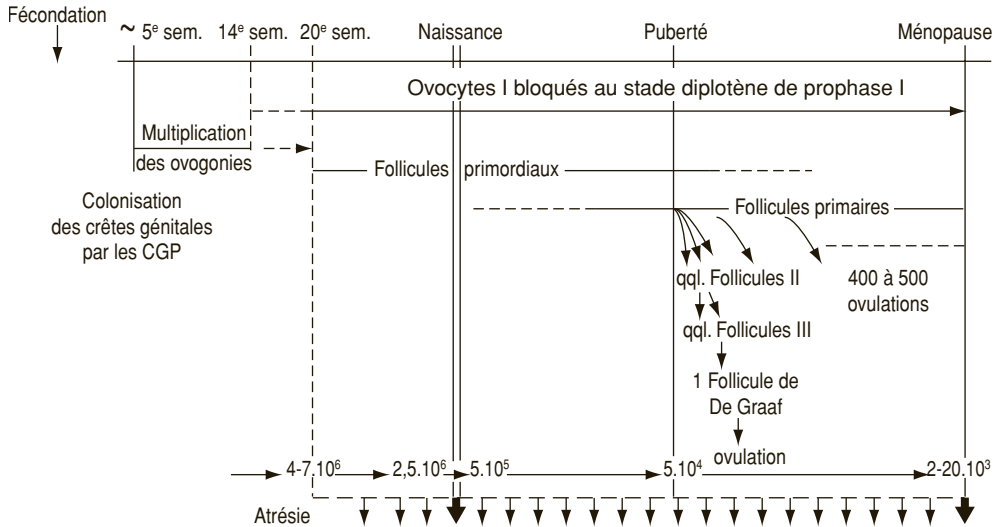 Fécondation
~ 5e sem. 14e sem. 20e sem. Naissance Puberté Ménopause
Ovocytes I bloqués au stade diplotène de prophase I
Multiplication
des ovogonies
Follicules primordiaux
Colonisation
des crêtes génitales
par les CGP
Follicules primaires
qql. Follicules II
400 à 500
ovulations
qql. Follicules III
1 Follicule de
De Graaf
ovulation
4-7.10⁶ 2,5.10⁶ 5.10⁵ 5.10⁴ 2-20.10³
Atrésie